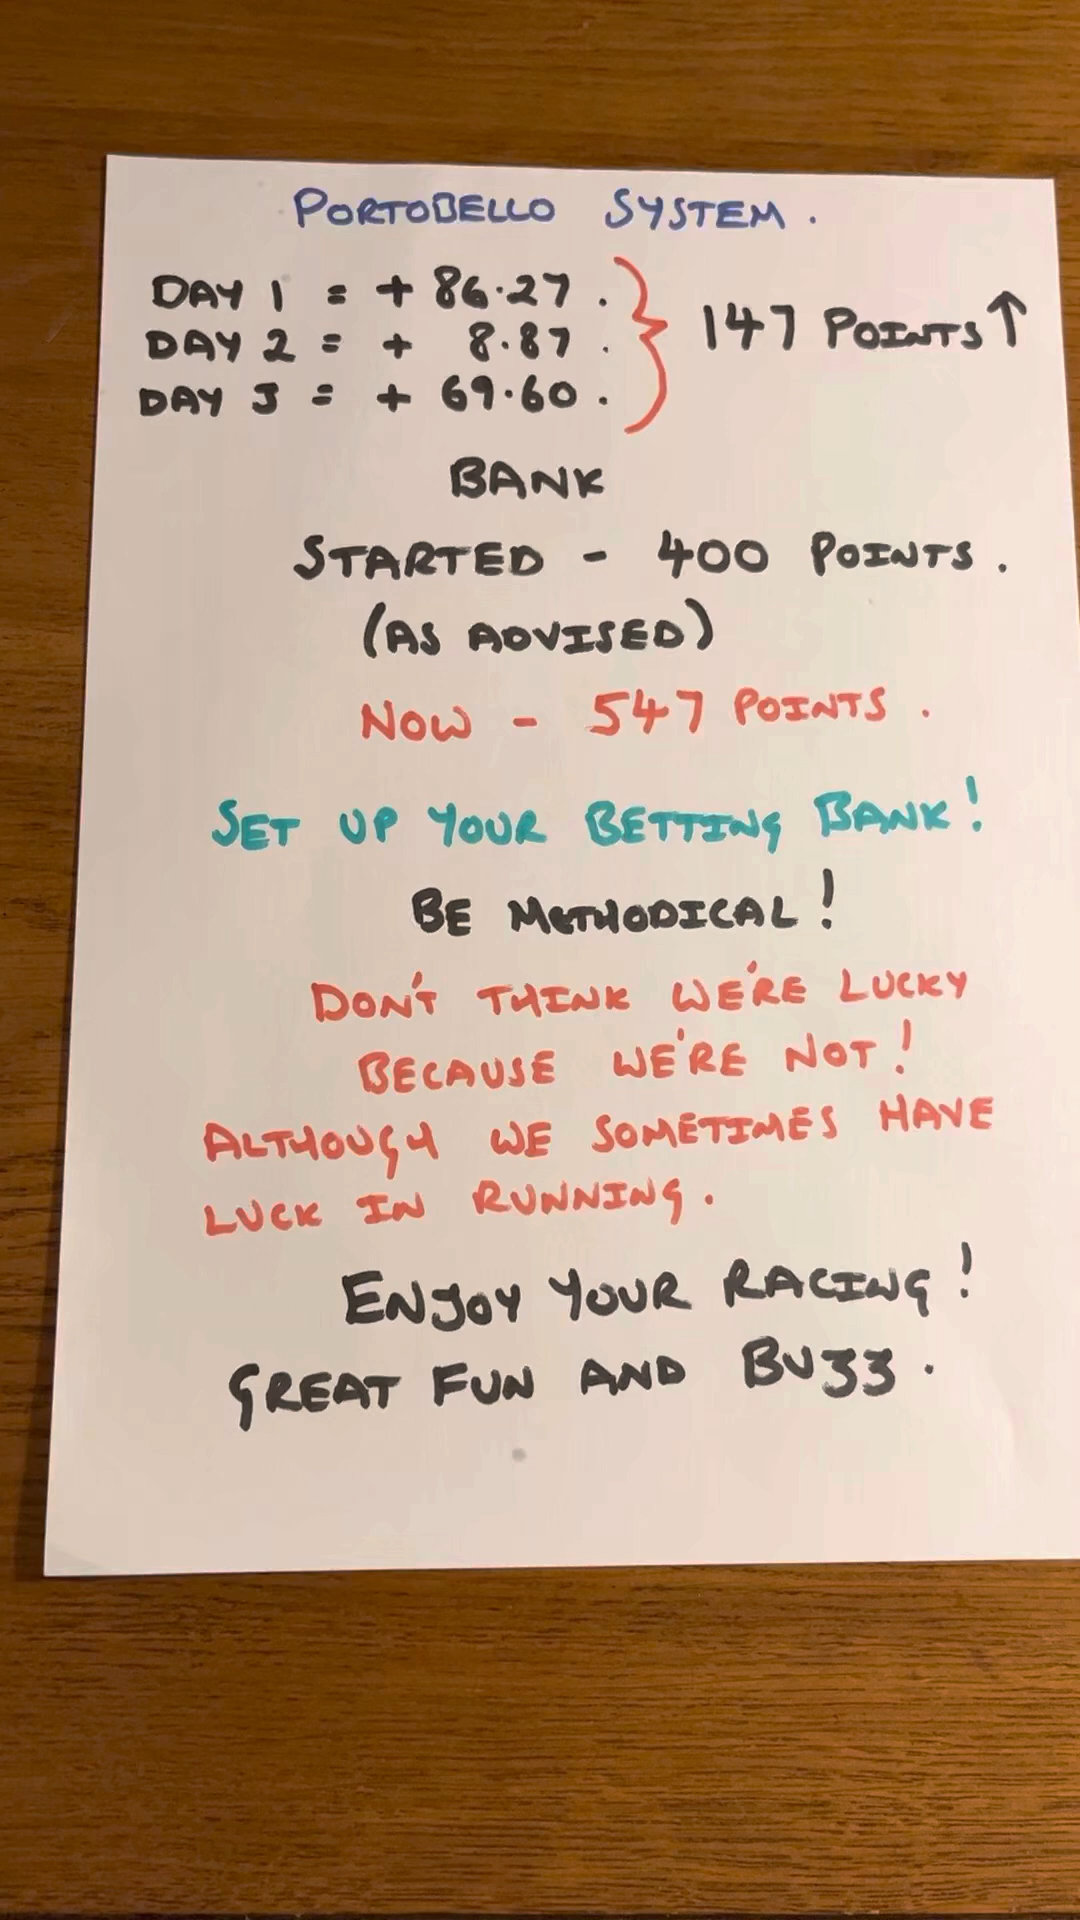 PORTOBELLO SYSTEM.
DAY 1 = + 86.27.
DAY 2 = + 8.87.
DAY 3 = + 69.60.
147 POINTS ↑
BANK
STARTED - 400 POINTS.
(AS ADVISED)
NOW - 547 POINTS.
SET UP YOUR BETTING BANK!
BE METHODICAL!
DON'T THINK WE'RE LUCKY
BECAUSE WE'RE NOT!
ALTHOUGH WE SOMETIMES HAVE
LUCK IN RUNNING.
ENJOY YOUR RACING!
GREAT FUN AND BUZZ.